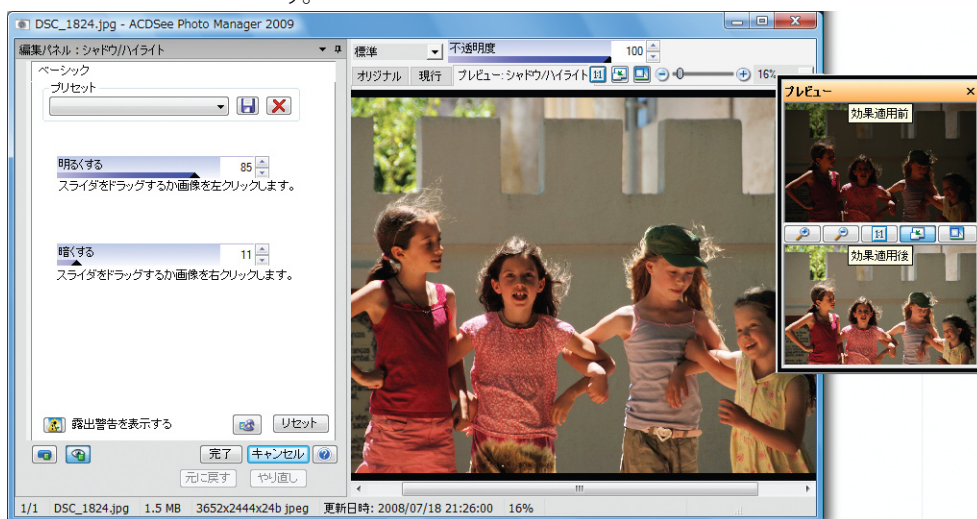 す。
DSC_1824.jpg - ACDSee Photo Manager 2009
編集パネル：シャドウ/ハイライト
ベーシック
プリセット
明るくする 85
スライダをドラッグするか画像を左クリックします。
暗くする 11
スライダをドラッグするか画像を右クリックします。
露出警告を表示する
リセット
完了 キャンセル
元に戻す やり直し
標準 不透明度 100
オリジナル 現行 プレビュー：シャドウ/ハイライト 1:1 16%
プレビュー
効果適用前
1:1
効果適用後
1/1 DSC_1824.jpg 1.5 MB 3652x2444x24b jpeg 更新日時: 2008/07/18 21:26:00 16%